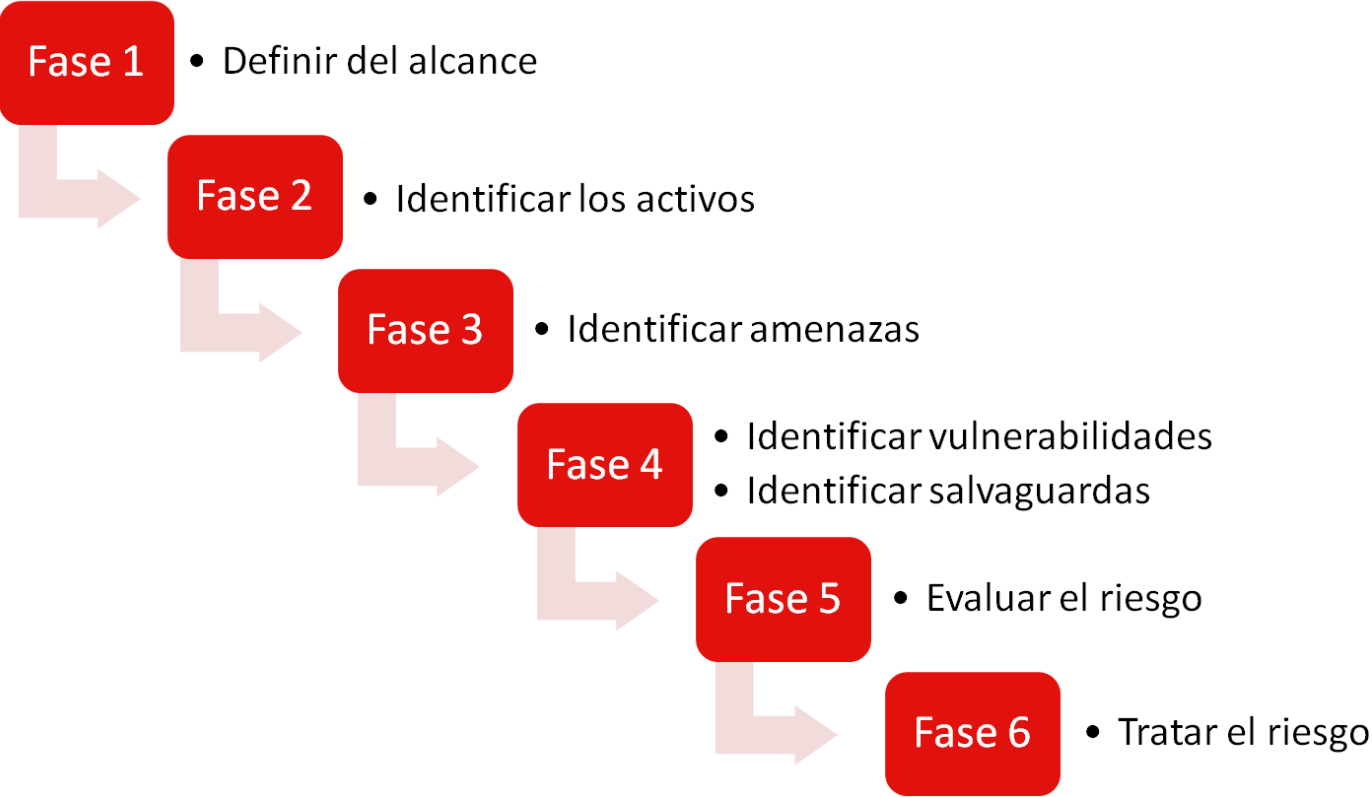 Fase 1
• Definir del alcance
Fase 2
• Identificar los activos
Fase 3
• Identificar amenazas
Fase 4
• Identificar vulnerabilidades
• Identificar salvaguardas
Fase 5
• Evaluar el riesgo
Fase 6
• Tratar el riesgo